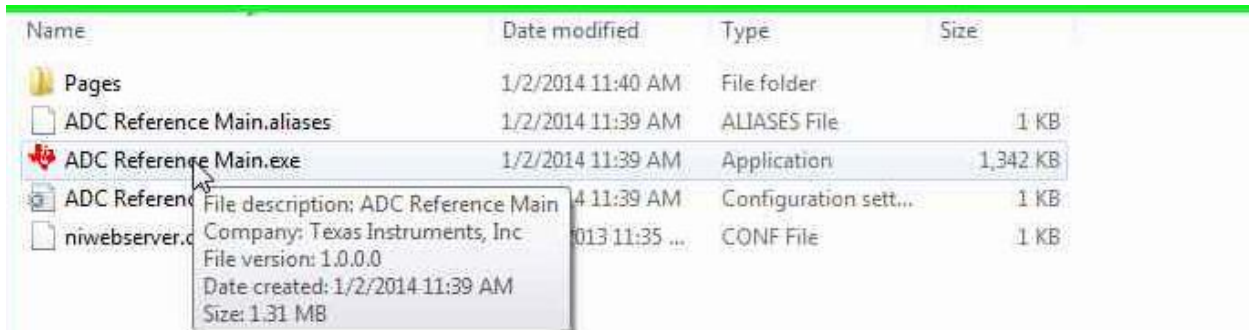 Name Date modified Type Size
Pages 1/2/2014 11:40 AM File folder
ADC Reference Main.aliases 1/2/2014 11:39 AM ALIASES File 1 KB
ADC Reference Main.exe 1/2/2014 11:39 AM Application 1,342 KB
ADC Referenc 4 11:39 AM Configuration sett... 1 KB
niwebserver.c 013 11:35 ... CONF File 1 KB
File description: ADC Reference Main
Company: Texas Instruments, Inc
File version: 1.0.0.0
Date created: 1/2/2014 11:39 AM
Size: 1.31 MB